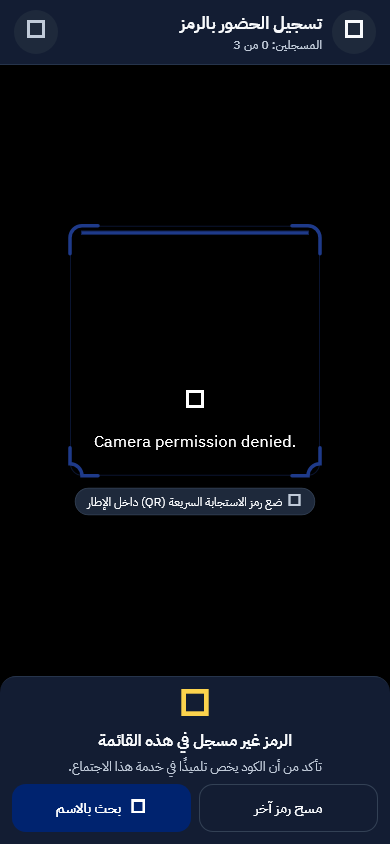 تسجيل الحضور بالرمز
المسجلين: 0 من 3
Camera permission denied.
ضع رمز الاستجابة السريعة (QR) داخل الإطار
الرمز غير مسجل في هذه القائمة
تأكد من أن الكود يخص تلميذًا في خدمة هذا الاجتماع.
مسح رمز آخر
بحث بالاسم